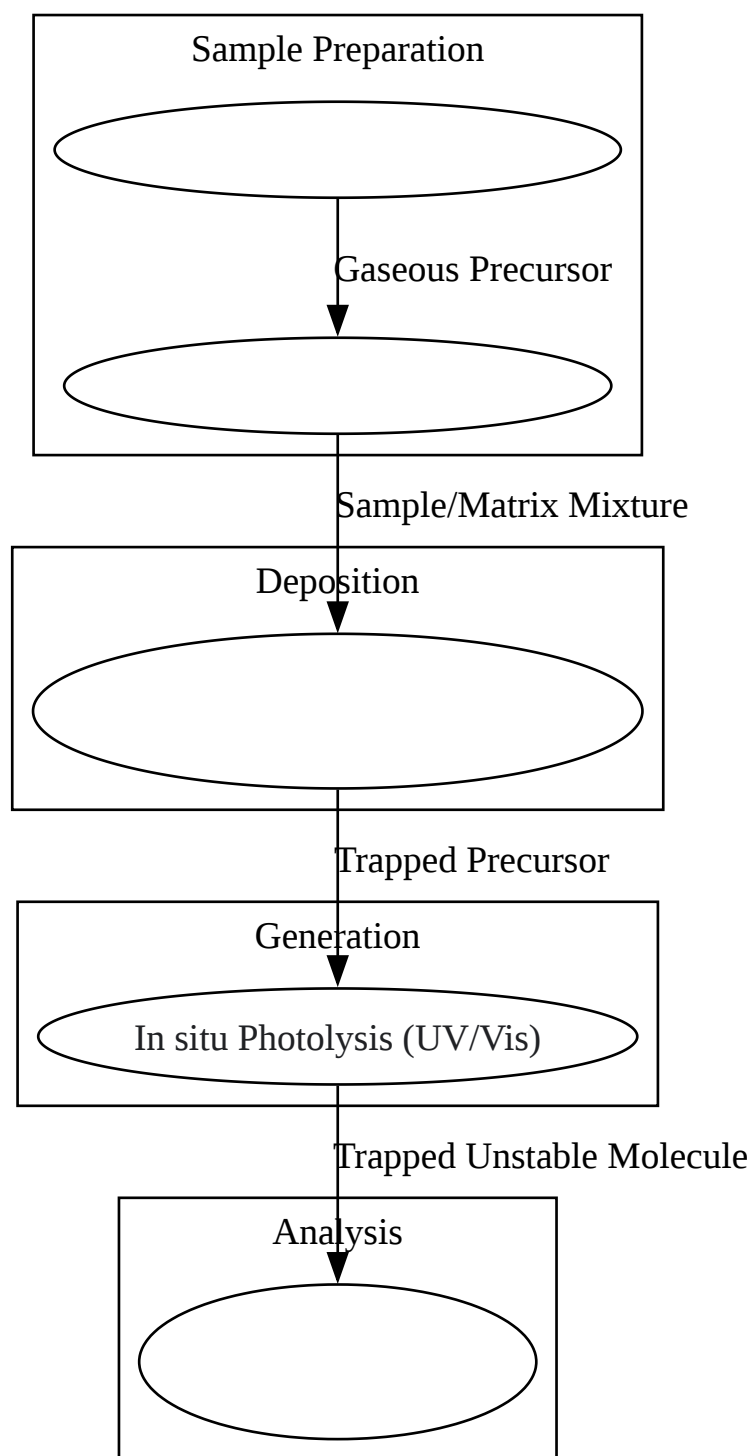 Sample Preparation
Gaseous Precursor
Sample/Matrix Mixture
Deposition
Trapped Precursor
Generation
In situ Photolysis (UV/Vis)
Trapped Unstable Molecule
Analysis